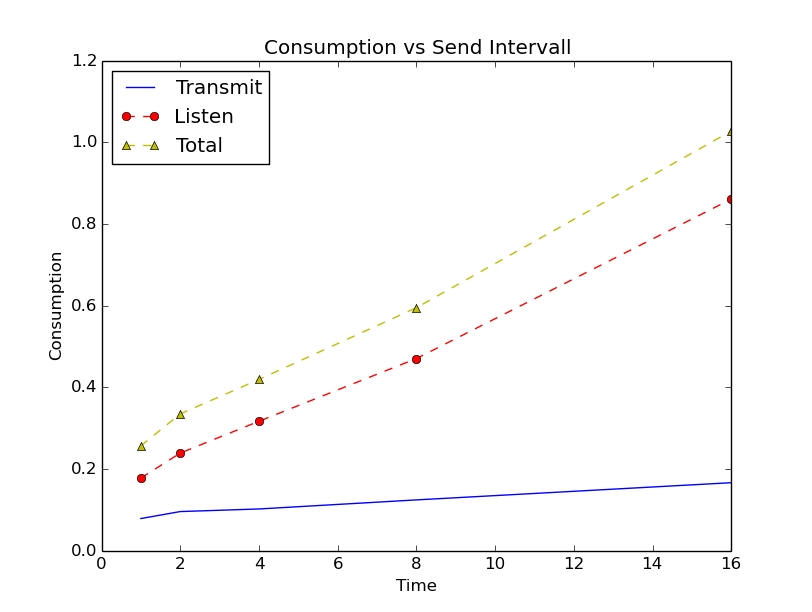 Consumption vs Send Intervall
1.2
1.0
0.8
0.6
0.4
0.2
0.0
Consumption
Transmit
Listen
Total
0 2 4 6 8 10 12 14 16
Time